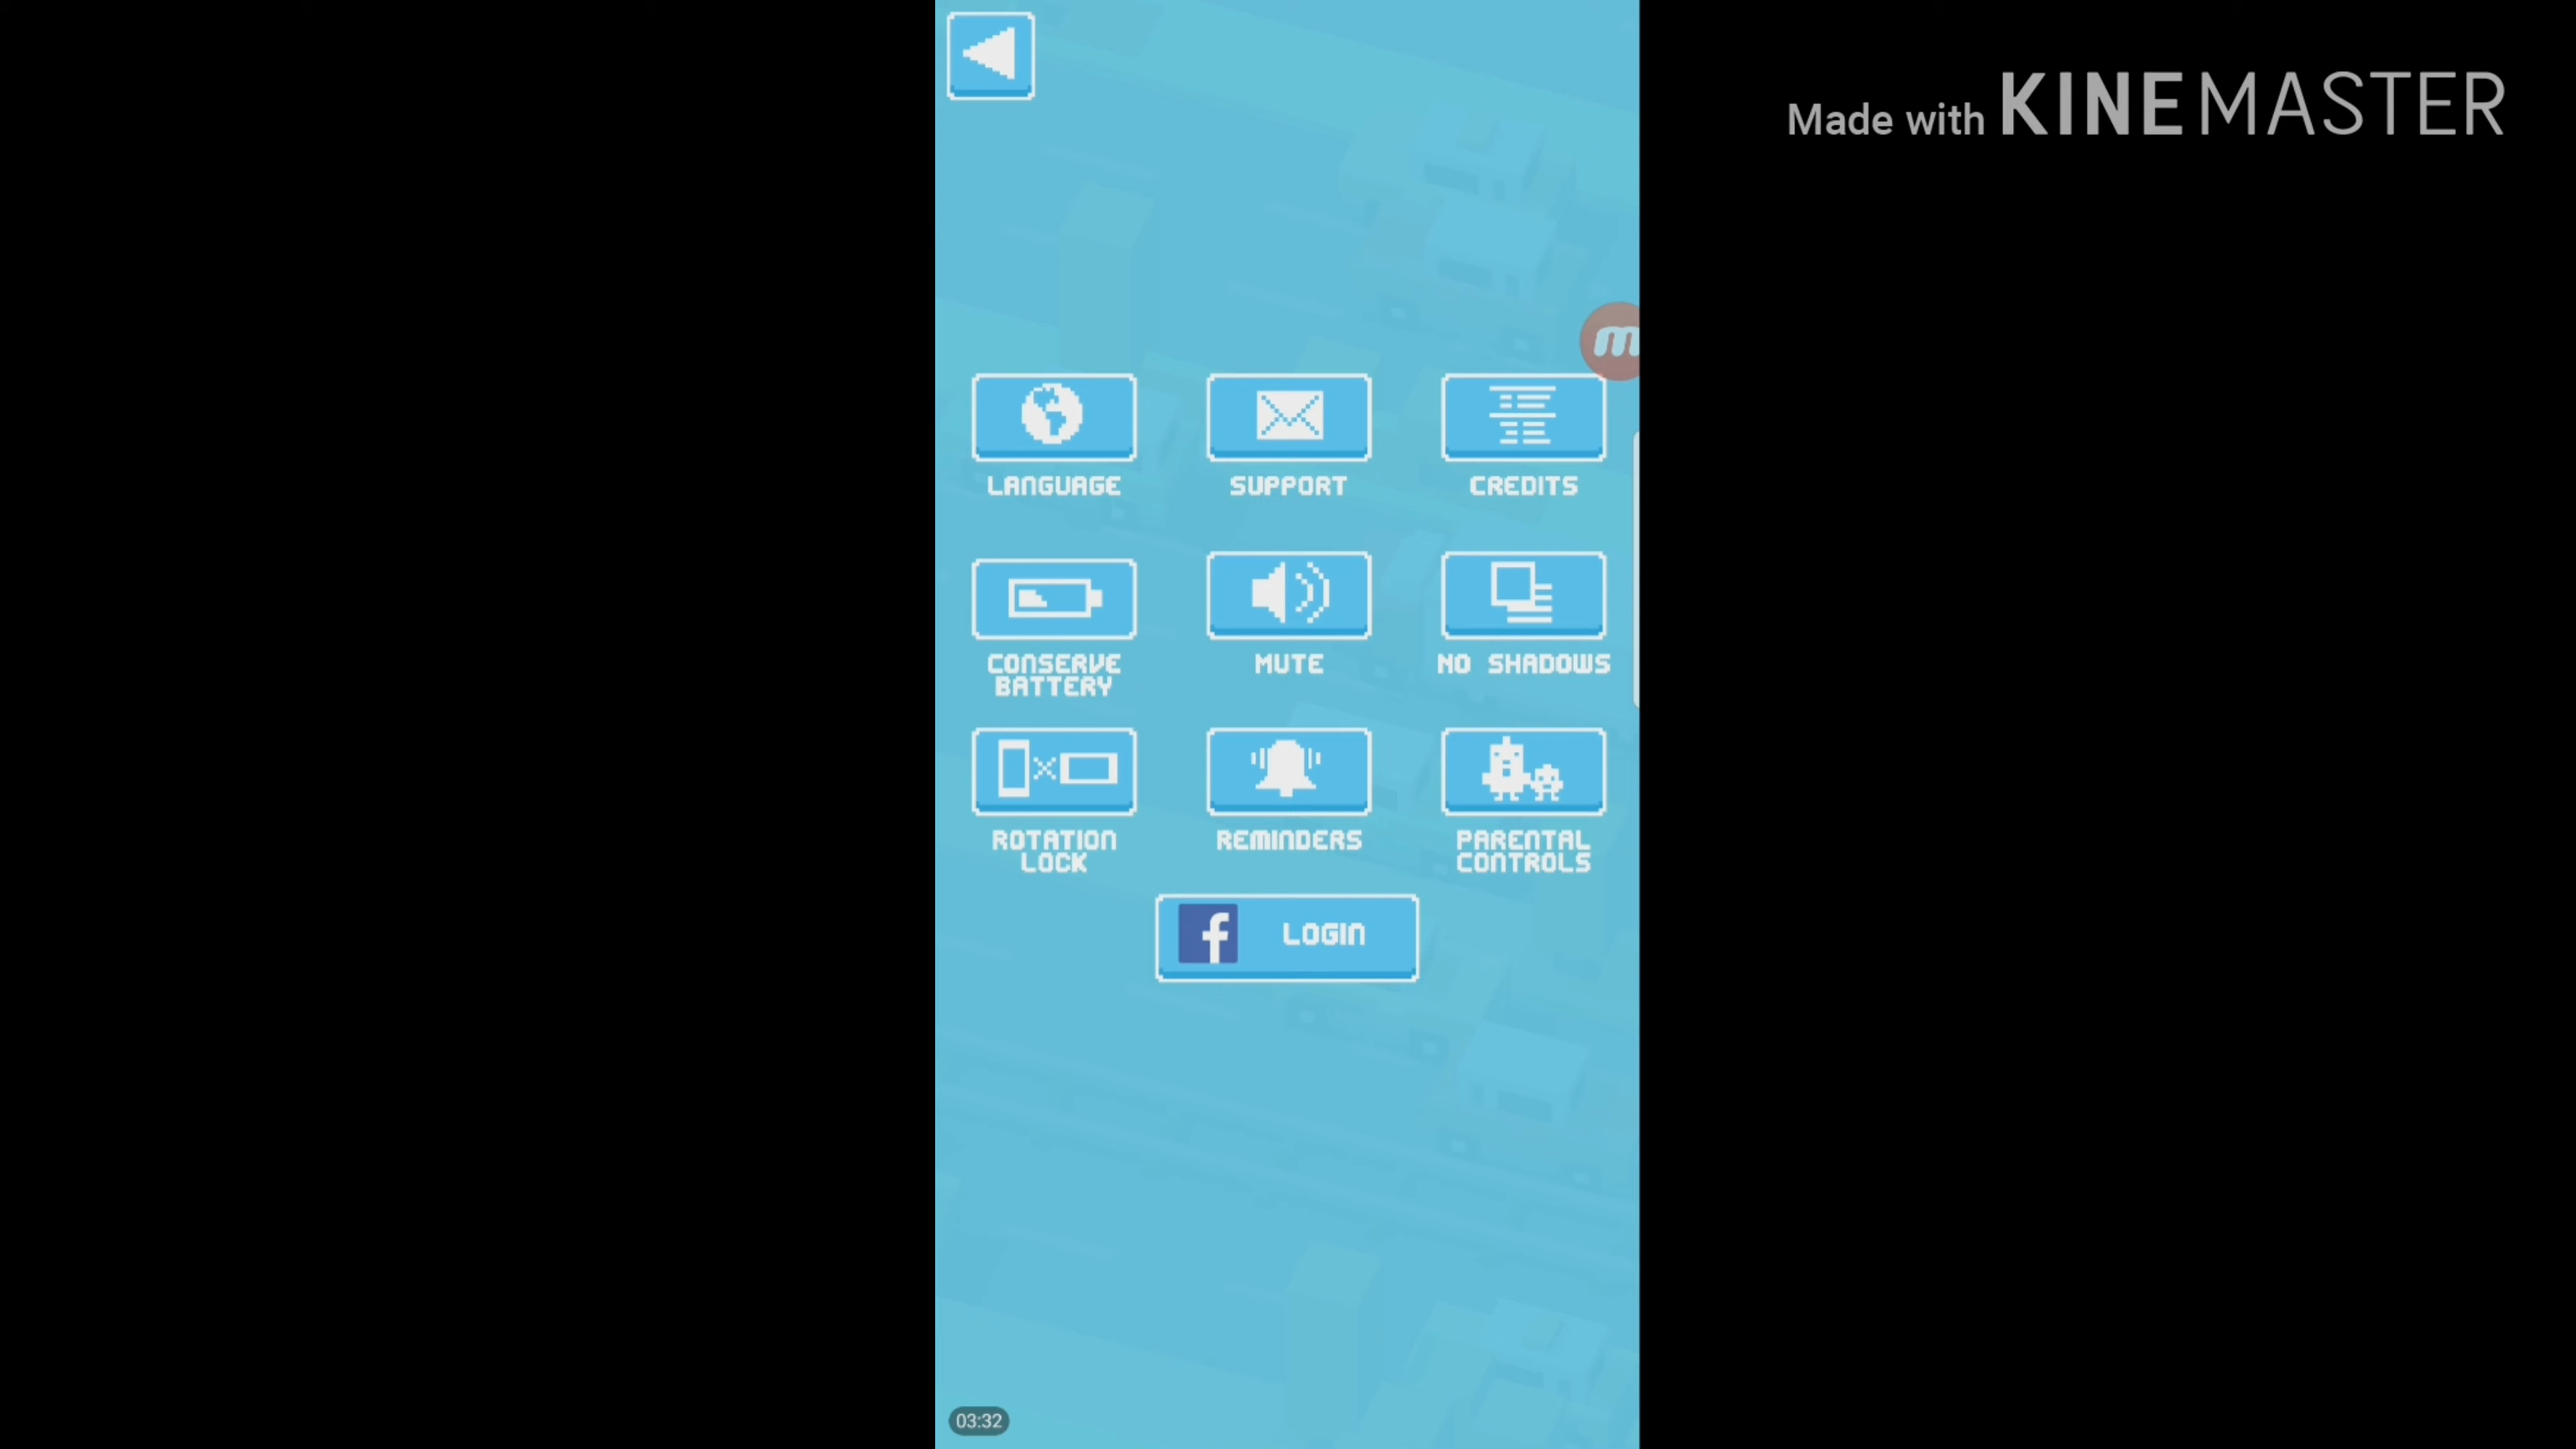 Made with KINEMASTER
m
LANGUAGE
SUPPORT
CREDITS
CONSERVE
BATTERY
MUTE
NO SHADOWS
ROTATION
LOCK
REMINDERS
PARENTAL
CONTROLS
f LOGIN
03:32